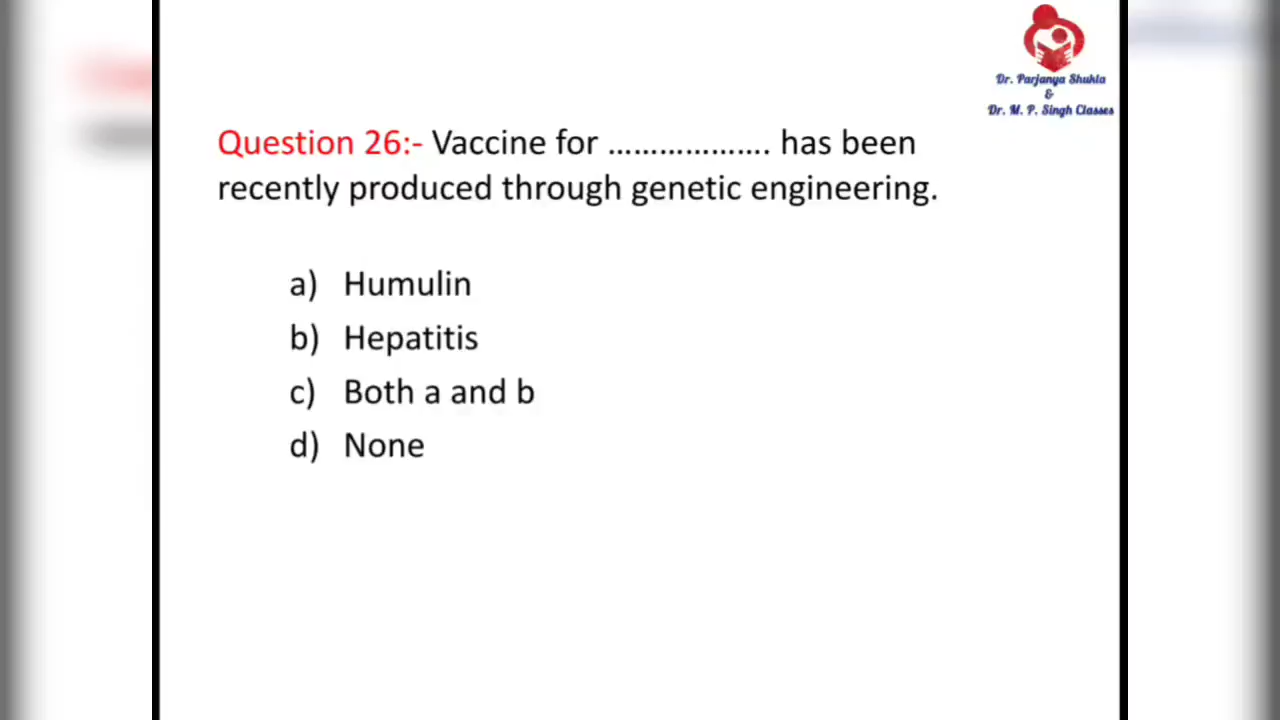 Dr. Parjanya Shukla
&
Dr. M. P. Singh Classes
Question 26:- Vaccine for ………………. has been
recently produced through genetic engineering.
a) Humulin
b) Hepatitis
c) Both a and b
d) None